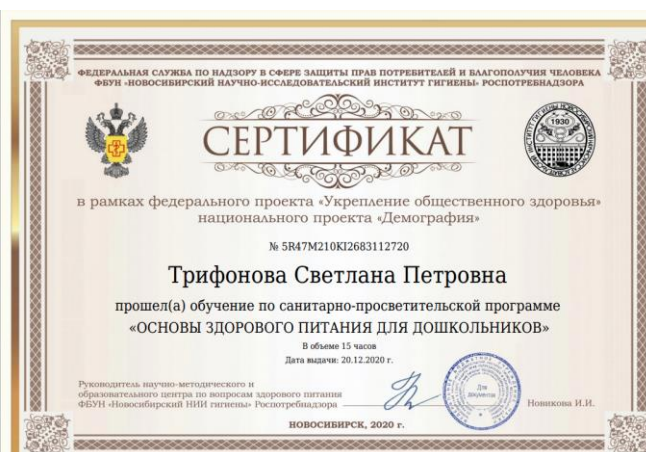 ФЕДЕРАЛЬНАЯ СЛУЖБА ПО НАДЗОРУ В СФЕРЕ ЗАЩИТЫ ПРАВ ПОТРЕБИТЕЛЕЙ И БЛАГОПОЛУЧИЯ ЧЕЛОВЕКА
ФБУН «НОВОСИБИРСКИЙ НАУЧНО-ИССЛЕДОВАТЕЛЬСКИЙ ИНСТИТУТ ГИГИЕНЫ» РОСПОТРЕБНАДЗОРА
1930
СЕРТИФИКАТ
в рамках федерального проекта «Укрепление общественного здоровья»
национального проекта «Демография»
№ 5R47M210KI2683112720
Трифонова Светлана Петровна
прошел(а) обучение по санитарно-просветительской программе
«ОСНОВЫ ЗДОРОВОГО ПИТАНИЯ ДЛЯ ДОШКОЛЬНИКОВ»
В объеме 15 часов
Дата выдачи: 20.12.2020 г.
Руководитель научно-методического и
образовательного центра по вопросам здорового питания
ФБУН «Новосибирский НИИ гигиены» Роспотребнадзора
Для
документов
Новикова И.И.
НОВОСИБИРСК, 2020 г.